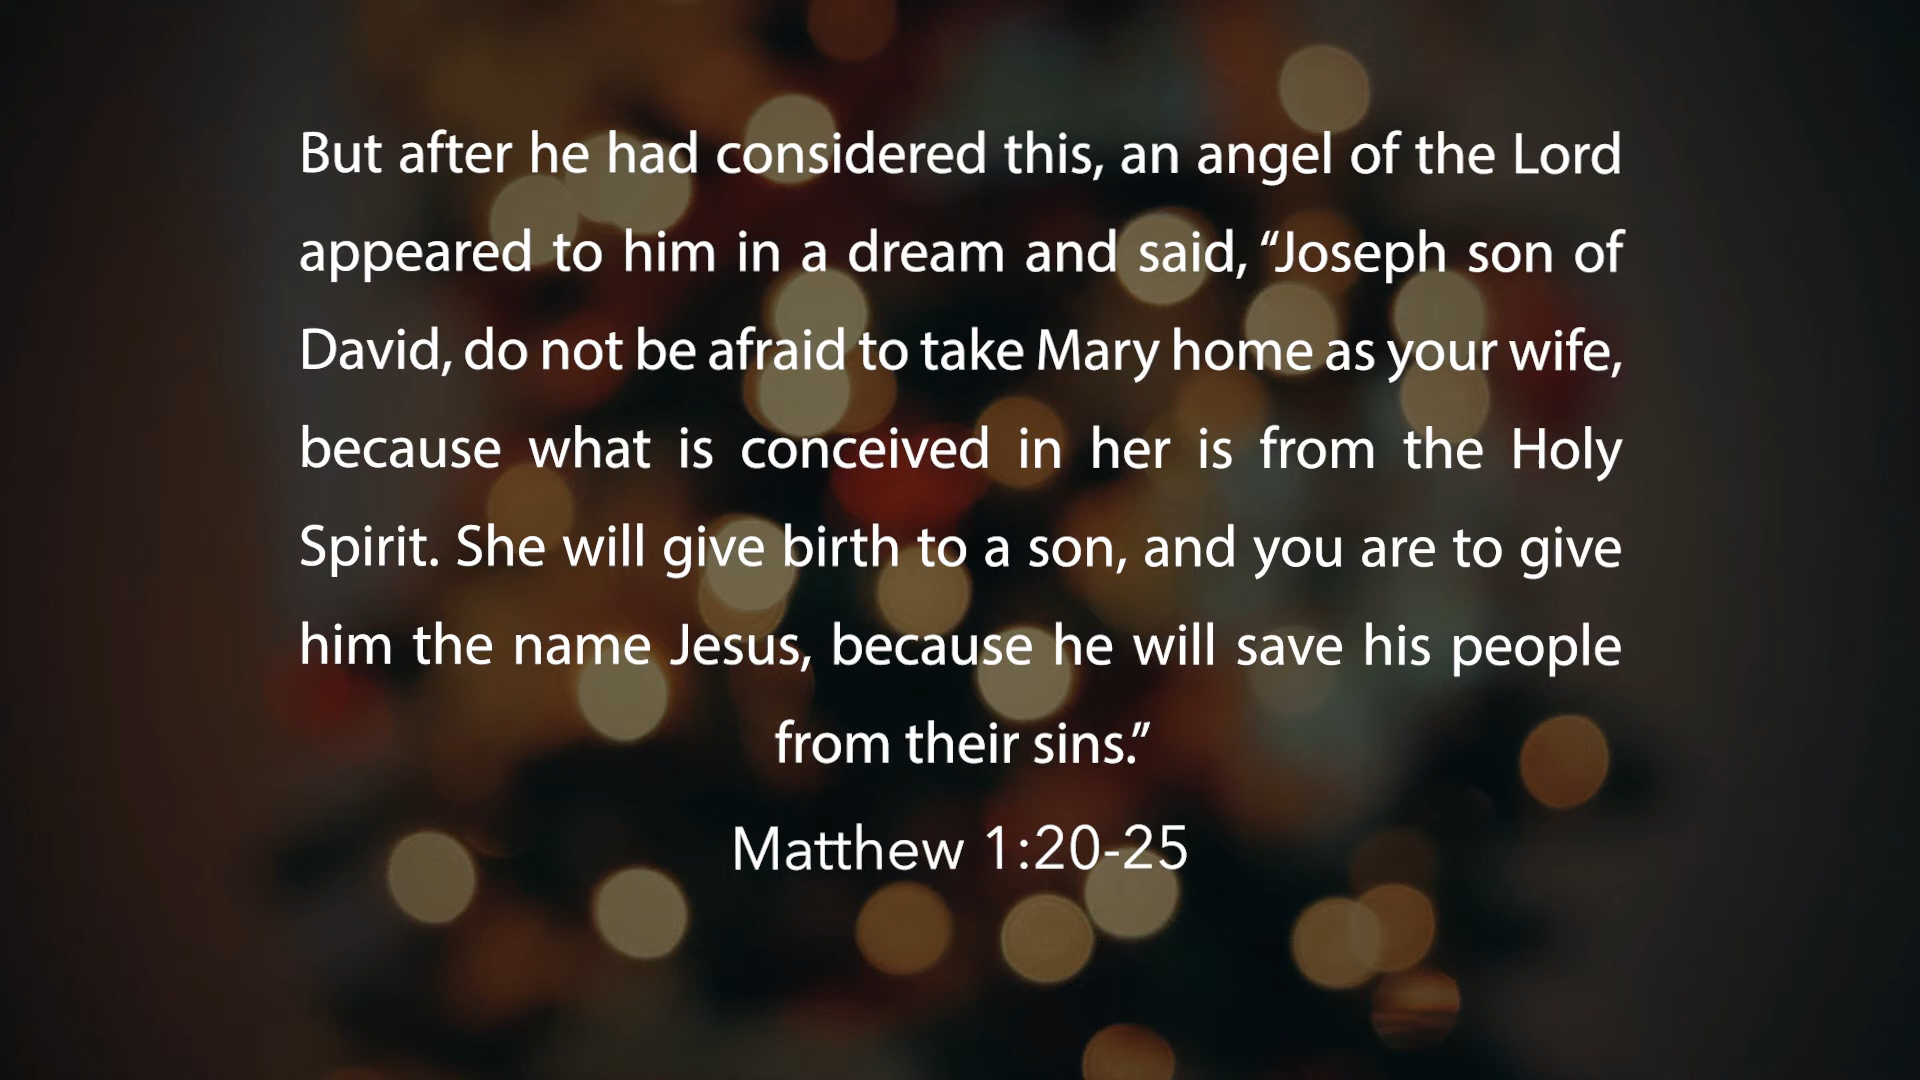 But after he had considered this, an angel of the Lord
appeared to him in a dream and said, “Joseph son of
David, do not be afraid to take Mary home as your wife,
because what is conceived in her is from the Holy
Spirit. She will give birth to a son, and you are to give
him the name Jesus, because he will save his people
from their sins.”
Matthew 1:20-25